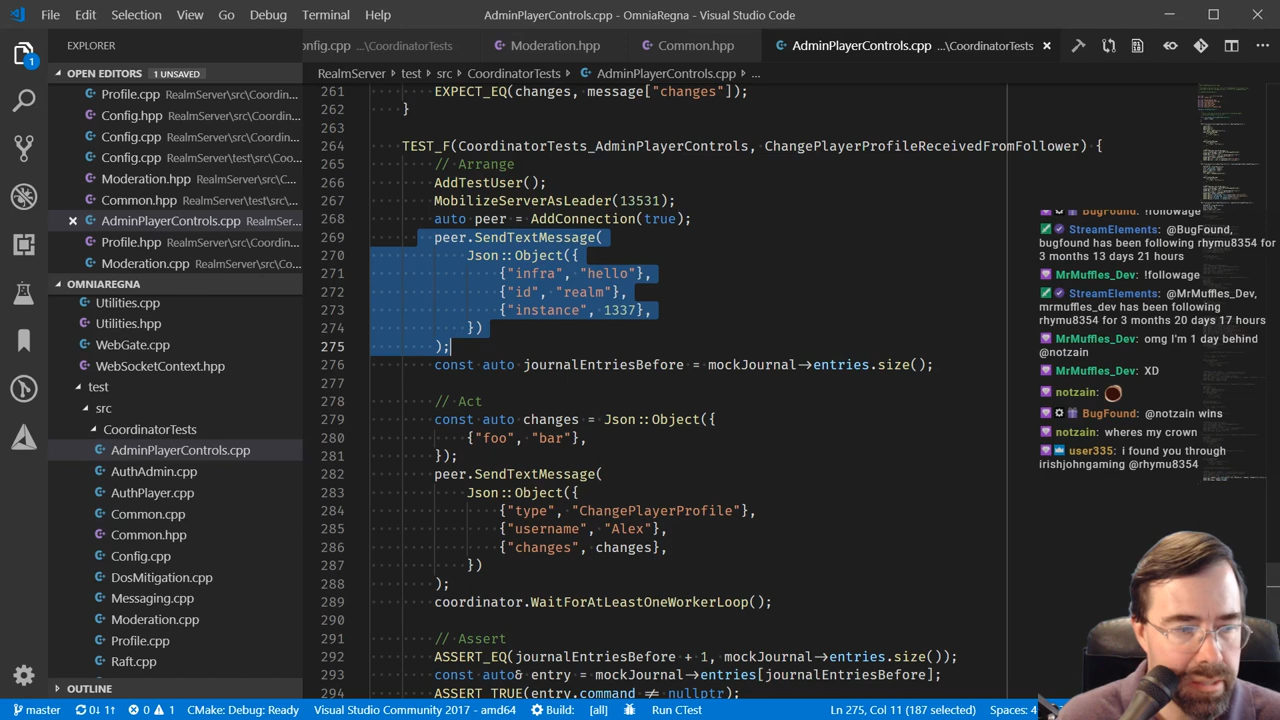 File Edit Selection View Go Debug Terminal Help
AdminPlayerControls.cpp - OmniaRegna - Visual Studio Code
EXPLORER
onfig.cpp ...\CoordinatorTests
Moderation.hpp
Common.hpp
AdminPlayerControls.cpp ...\CoordinatorTests
OPEN EDITORS 1 UNSAVED
RealmServer › test › src › CoordinatorTests › AdminPlayerControls.cpp › ...
Profile.cpp RealmServer\src\Coordin...
Config.hpp RealmServer\src\Coordin...
Config.cpp RealmServer\src\Coordin...
Config.cpp RealmServer\test\src\Co...
Moderation.hpp RealmServer\src\C...
Common.hpp RealmServer\test\src\...
AdminPlayerControls.cpp RealmSer...
Profile.hpp RealmServer\src\Coordi...
Moderation.cpp RealmServer\src\C...
OMNIAREGNA
Utilities.cpp
Utilities.hpp
WebGate.cpp
WebSocketContext.hpp
test
src
CoordinatorTests
AdminPlayerControls.cpp
AuthAdmin.cpp
AuthPlayer.cpp
Common.cpp
Common.hpp
Config.cpp
DosMitigation.cpp
Messaging.cpp
Moderation.cpp
Profile.cpp
Raft.cpp
OUTLINE
261 EXPECT_EQ(changes, message["changes"]);
262 }
263
264 TEST_F(CoordinatorTests_AdminPlayerControls, ChangePlayerProfileReceivedFromFollower) {
265 // Arrange
266 AddTestUser();
267 MobilizeServerAsLeader(13531);
268 auto peer = AddConnection(true);
269 peer.SendTextMessage(
270 Json::Object({
271 {"infra", "hello"},
272 {"id", "realm"},
273 {"instance", 1337},
274 })
275 );
276 const auto journalEntriesBefore = mockJournal->entries.size();
277
278 // Act
279 const auto changes = Json::Object({
280 {"foo", "bar"},
281 });
282 peer.SendTextMessage(
283 Json::Object({
284 {"type", "ChangePlayerProfile"},
285 {"username", "Alex"},
286 {"changes", changes},
287 })
288 );
289 coordinator.WaitForAtLeastOneWorkerLoop();
290
291 // Assert
292 ASSERT_EQ(journalEntriesBefore + 1, mockJournal->entries.size());
293 const auto& entry = mockJournal->entries[journalEntriesBefore];
294 ASSERT_TRUE(entry.command ≠ nullptr);
BugFound: !followage
StreamElements: @BugFound,
bugfound has been following rhymu8354 for
3 months 13 days 21 hours
MrMuffles_Dev: !followage
StreamElements: @MrMuffles_Dev,
mrmuffles_dev has been following
rhymu8354 for 3 months 20 days 17 hours
MrMuffles_Dev: omg I'm 1 day behind
@notzain
MrMuffles_Dev: XD
notzain:
BugFound: @notzain wins
notzain: wheres my crown
user335: i found you through
irishjohngaming @rhymu8354
1
master 0↓ 1↑ 0 1 CMake: Debug: Ready Visual Studio Community 2017 - amd64 Build: [all] Run CTest Ln 275, Col 11 (187 selected) Spaces: 4